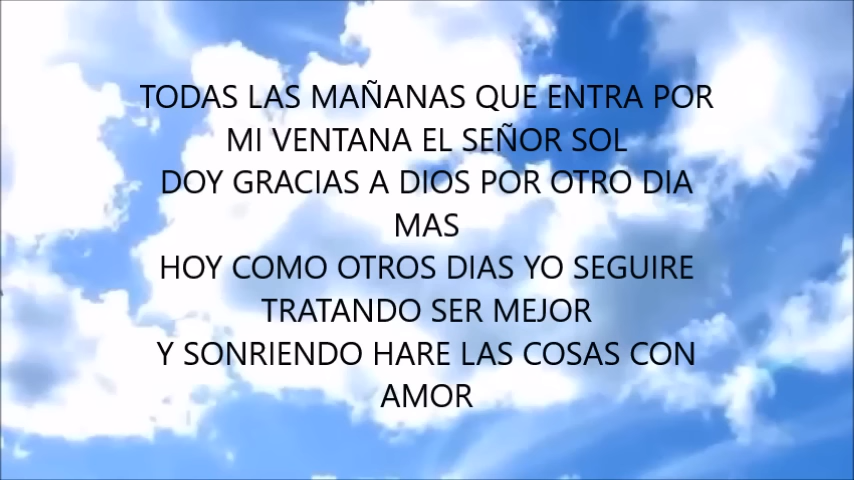 TODAS LAS MAÑANAS QUE ENTRA POR
MI VENTANA EL SEÑOR SOL
DOY GRACIAS A DIOS POR OTRO DIA
MAS
HOY COMO OTROS DIAS YO SEGUIRE
TRATANDO SER MEJOR
Y SONRIENDO HARE LAS COSAS CON
AMOR